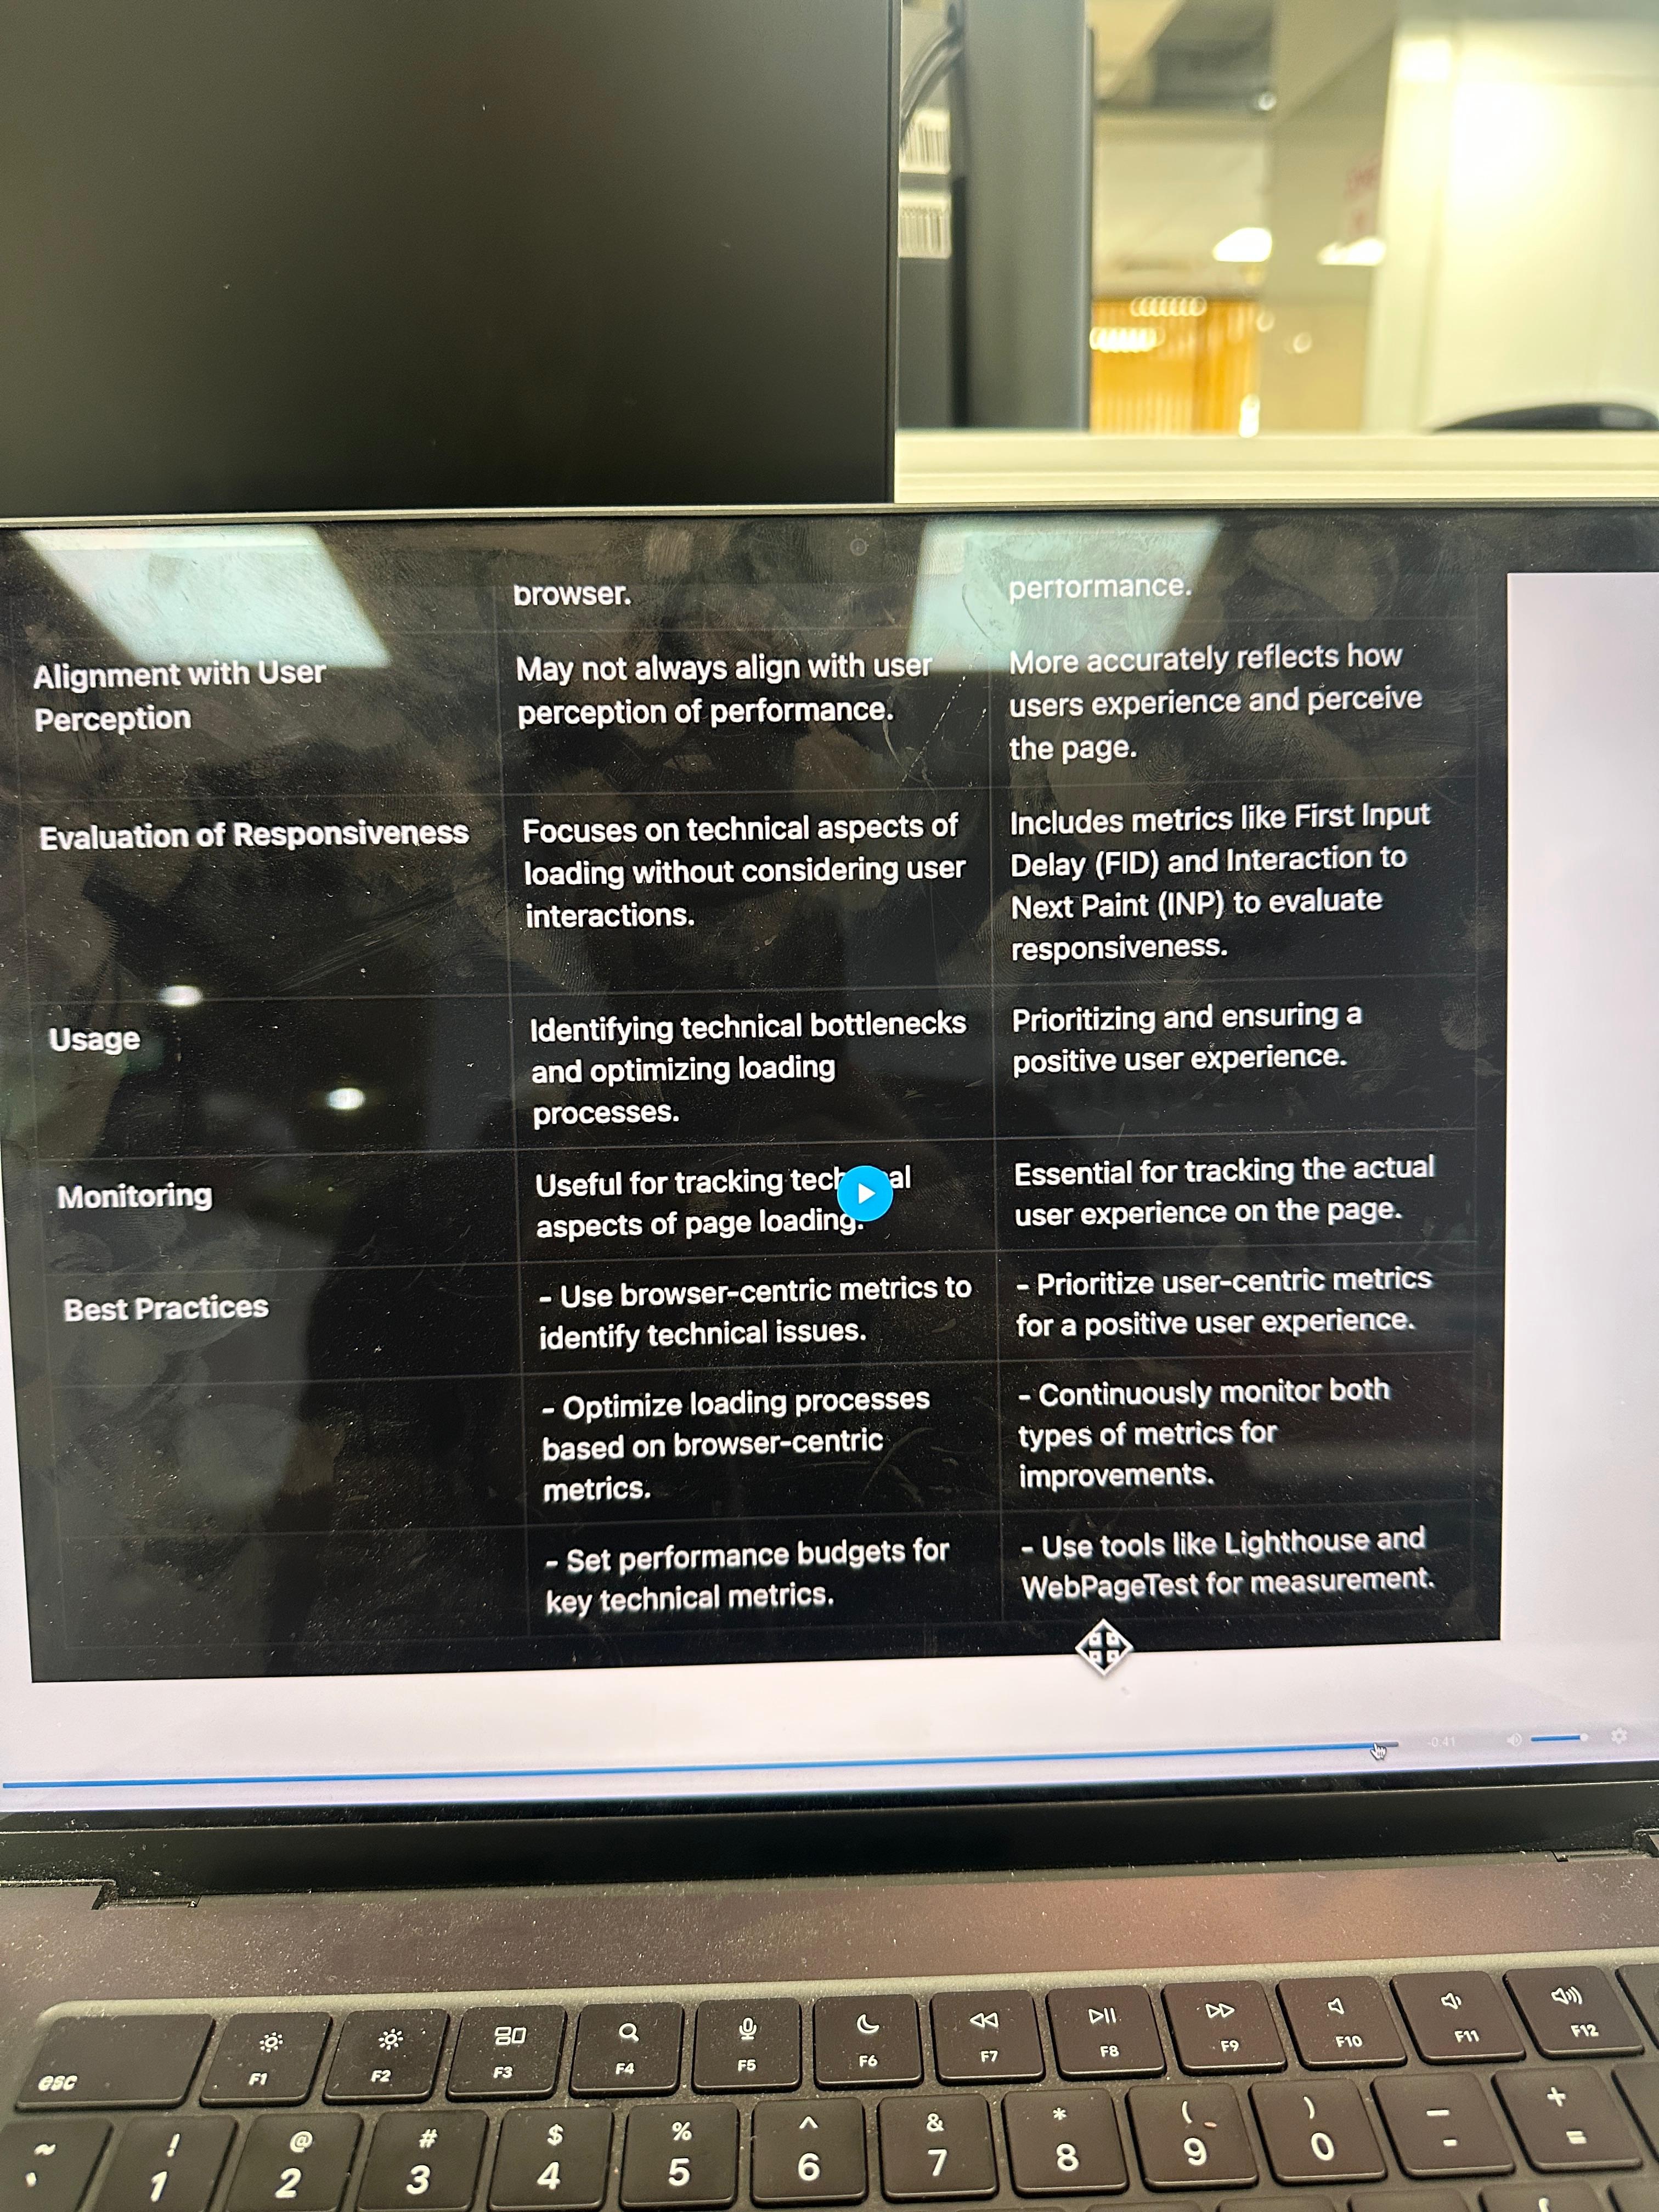 browser.
performance.
Alignment with User
Perception
May not always align with user
perception of performance.
More accurately reflects how
users experience and perceive
the page.
Evaluation of Responsiveness
Focuses on technical aspects of
loading without considering user
interactions.
Includes metrics like First Input
Delay (FID) and Interaction to
Next Paint (INP) to evaluate
responsiveness.
Usage
Identifying technical bottlenecks
and optimizing loading
processes.
Prioritizing and ensuring a
positive user experience.
Monitoring
Useful for tracking technical
aspects of page loading.
Essential for tracking the actual
user experience on the page.
Best Practices
- Use browser-centric metrics to
identify technical issues.
- Prioritize user-centric metrics
for a positive user experience.
- Optimize loading processes
based on browser-centric
metrics.
- Continuously monitor both
types of metrics for
improvements.
- Set performance budgets for
key technical metrics.
- Use tools like Lighthouse and
WebPageTest for measurement.
-0:41
esc F1 F2 F3 F4 F5 F6 F7 F8 F9 F10 F11 F12
~ ! @ # $ % ^ & * ( ) — +
` 1 2 3 4 5 6 7 8 9 0 - =